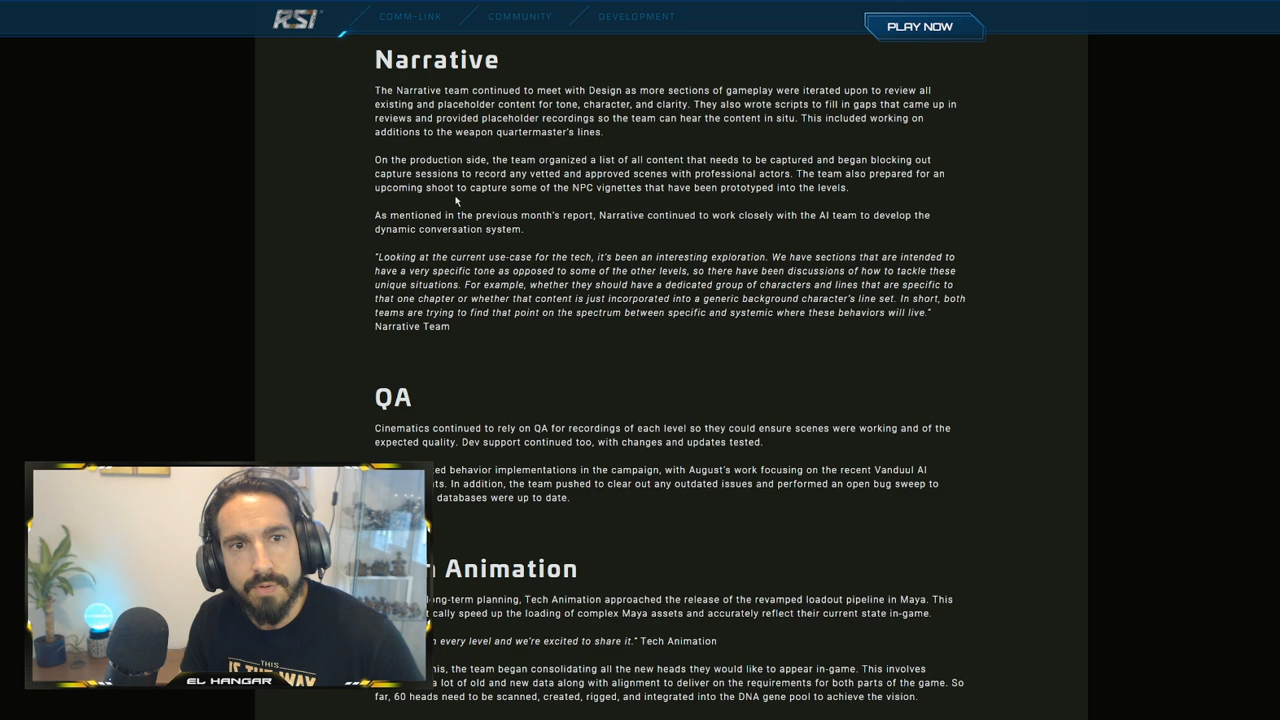 RSI
COMM-LINK
COMMUNITY
DEVELOPMENT
PLAY NOW
Narrative
The Narrative team continued to meet with Design as more sections of gameplay were iterated upon to review all
existing and placeholder content for tone, character, and clarity. They also wrote scripts to fill in gaps that came up in
reviews and provided placeholder recordings so the team can hear the content in situ. This included working on
additions to the weapon quartermaster's lines.
On the production side, the team organized a list of all content that needs to be captured and began blocking out
capture sessions to record any vetted and approved scenes with professional actors. The team also prepared for an
upcoming shoot to capture some of the NPC vignettes that have been prototyped into the levels.
As mentioned in the previous month's report, Narrative continued to work closely with the AI team to develop the
dynamic conversation system.
"Looking at the current use-case for the tech, it's been an interesting exploration. We have sections that are intended to
have a very specific tone as opposed to some of the other levels, so there have been discussions of how to tackle these
unique situations. For example, whether they should have a dedicated group of characters and lines that are specific to
that one chapter or whether that content is just incorporated into a generic background character's line set. In short, both
teams are trying to find that point on the spectrum between specific and systemic where these behaviors will live."
Narrative Team
QA
Cinematics continued to rely on QA for recordings of each level so they could ensure scenes were working and of the
expected quality. Dev support continued too, with changes and updates tested.
ed behavior implementations in the campaign, with August's work focusing on the recent Vanduul AI
ts. In addition, the team pushed to clear out any outdated issues and performed an open bug sweep to
databases were up to date.
Animation
ong-term planning, Tech Animation approached the release of the revamped loadout pipeline in Maya. This
cally speed up the loading of complex Maya assets and accurately reflect their current state in-game.
every level and we're excited to share it." Tech Animation
his, the team began consolidating all the new heads they would like to appear in-game. This involves
a lot of old and new data along with alignment to deliver on the requirements for both parts of the game. So
far, 60 heads need to be scanned, created, rigged, and integrated into the DNA gene pool to achieve the vision.
THIS
IS THE WAY
EL HANGAR